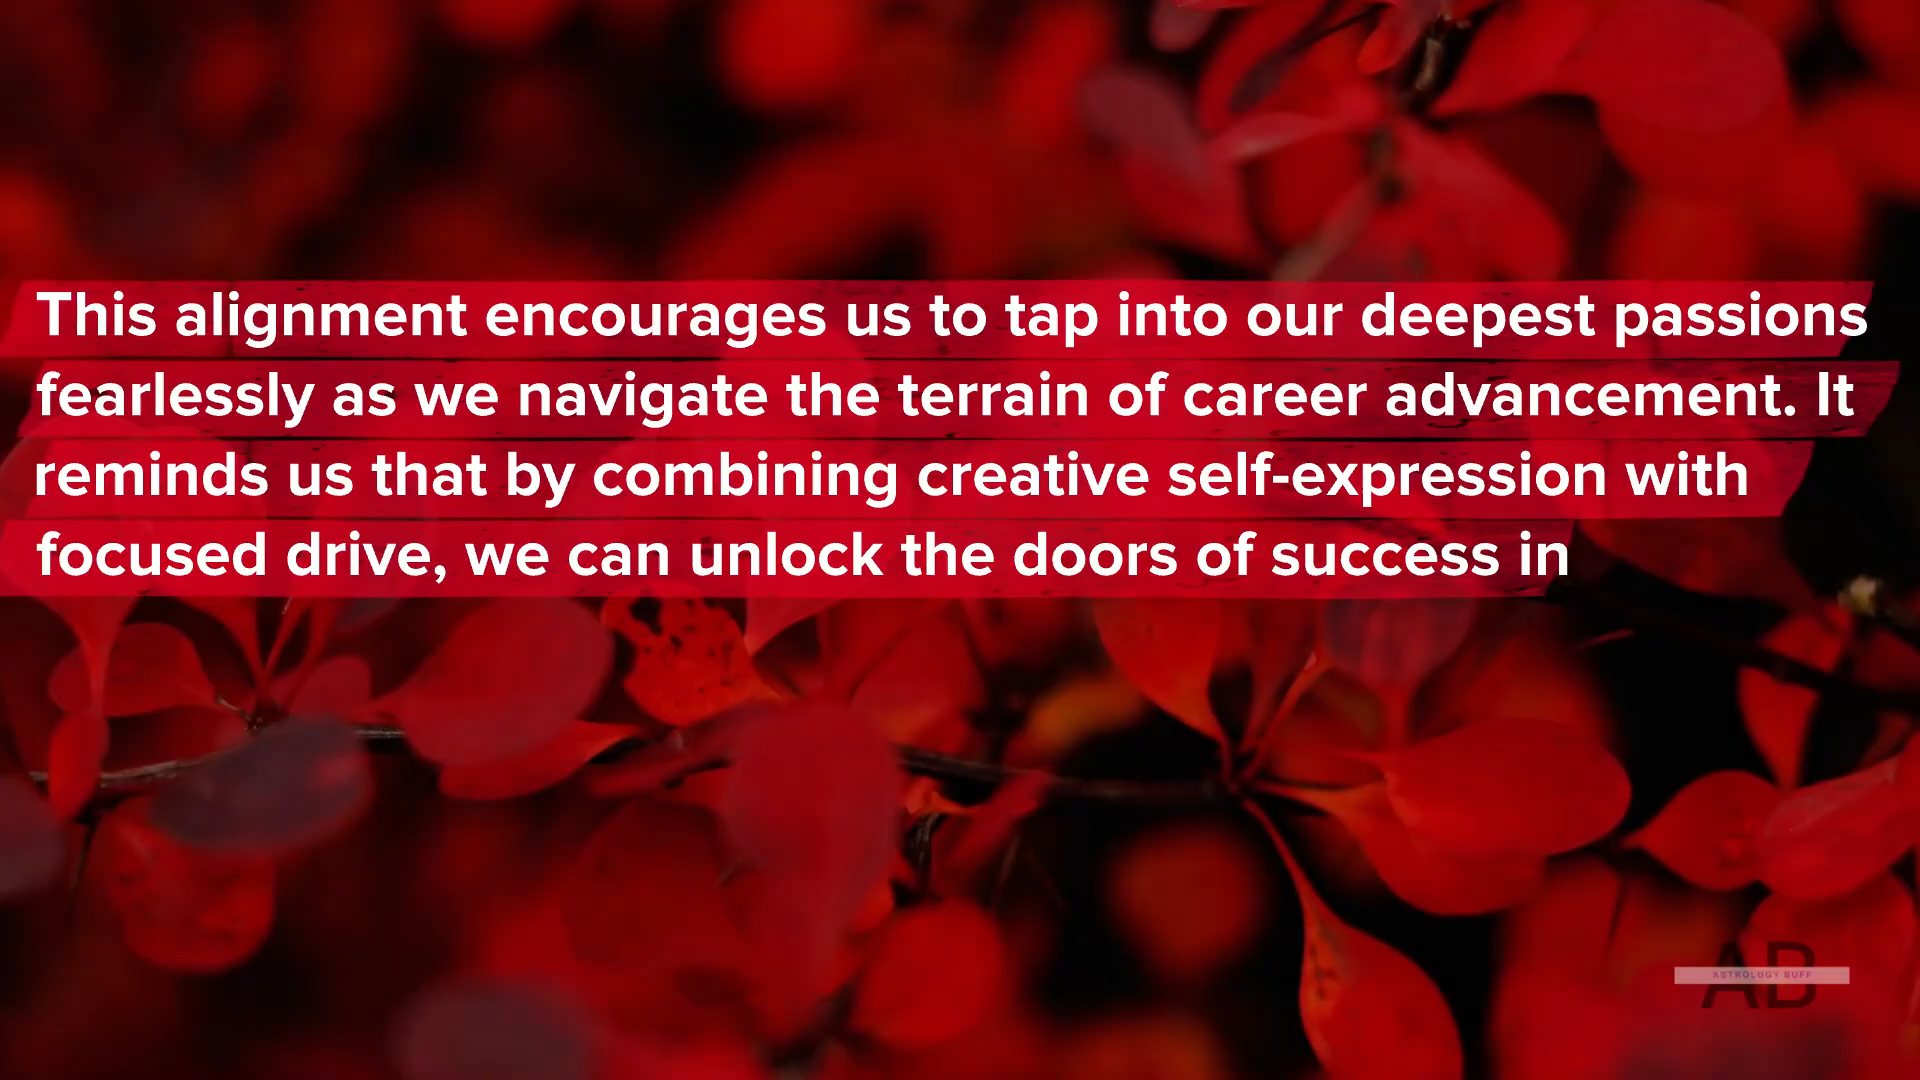 This alignment encourages us to tap into our deepest passions
fearlessly as we navigate the terrain of career advancement. It
reminds us that by combining creative self-expression with
focused drive, we can unlock the doors of success in
AB
ASTROLOGY BUFF